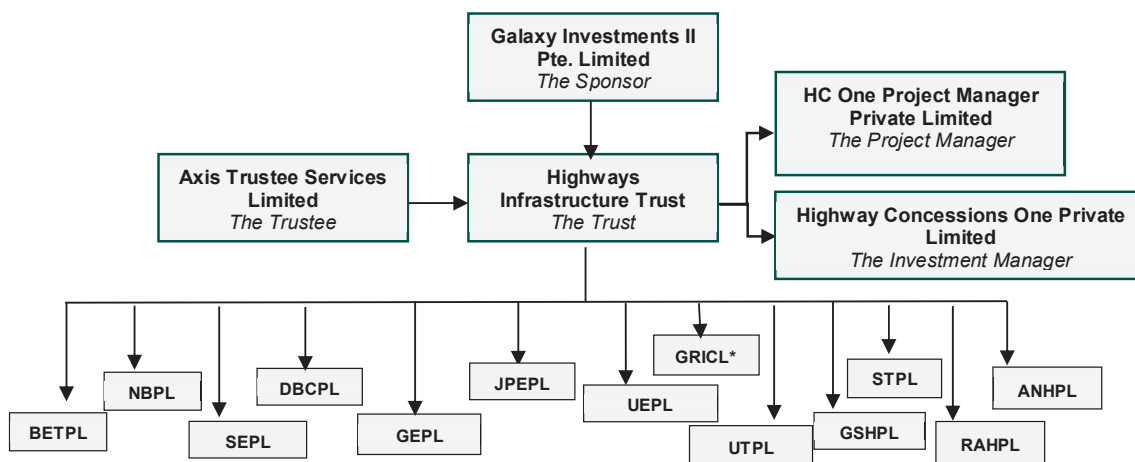 Galaxy Investments II
Pte. Limited
The Sponsor
HC One Project Manager
Private Limited
The Project Manager
Axis Trustee Services
Limited
The Trustee
Highways
Infrastructure Trust
The Trust
Highway Concessions One Private
Limited
The Investment Manager
BETPL
NBPL
SEPL
DBCPL
GEPL
JPEPL
UEPL
GRICL*
UTPL
GSHPL
STPL
RAHPL
ANHPL